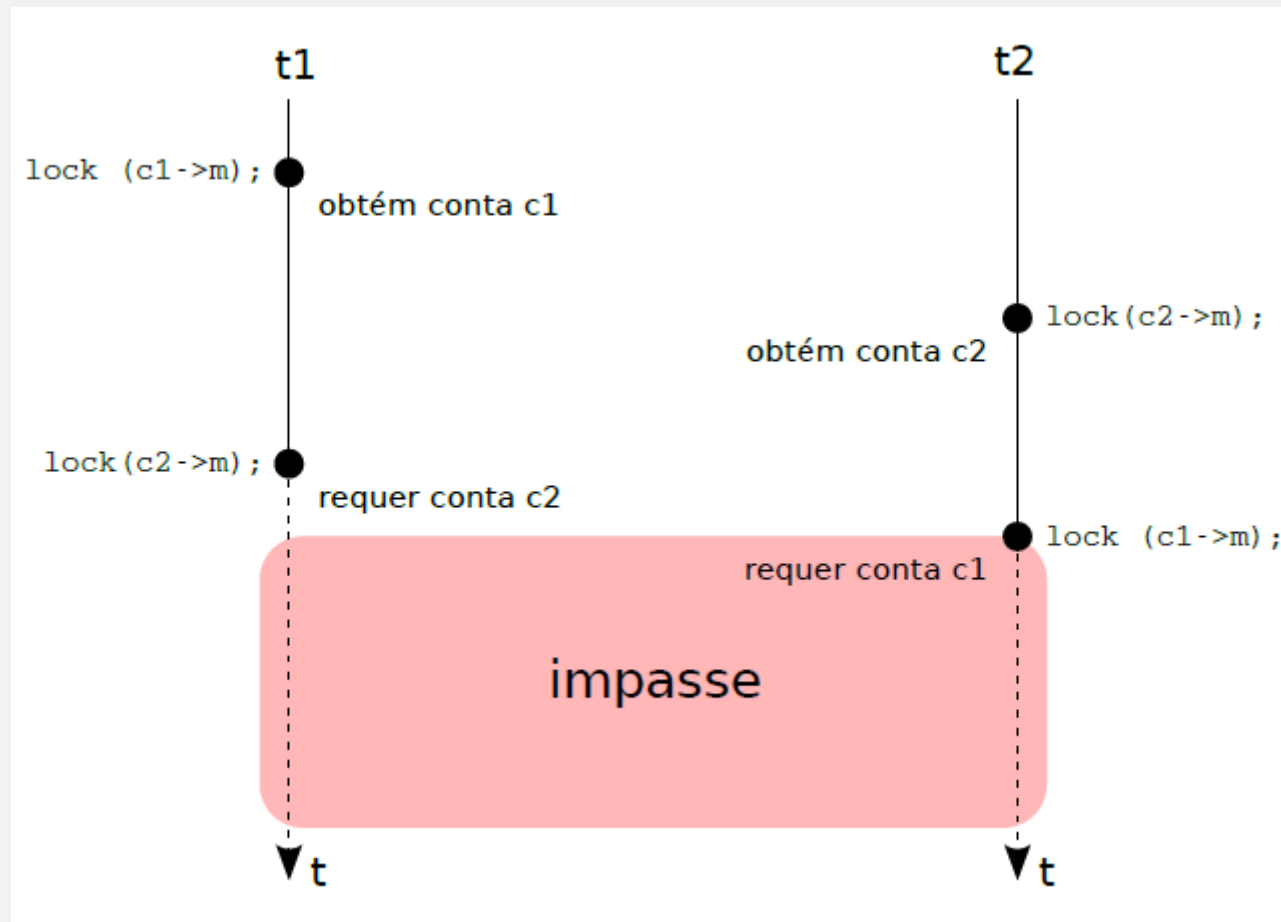 t1
t2
lock (c1->m);
obtém conta c1
lock(c2->m);
obtém conta c2
lock(c2->m);
requer conta c2
lock (c1->m);
requer conta c1
impasse
t
t